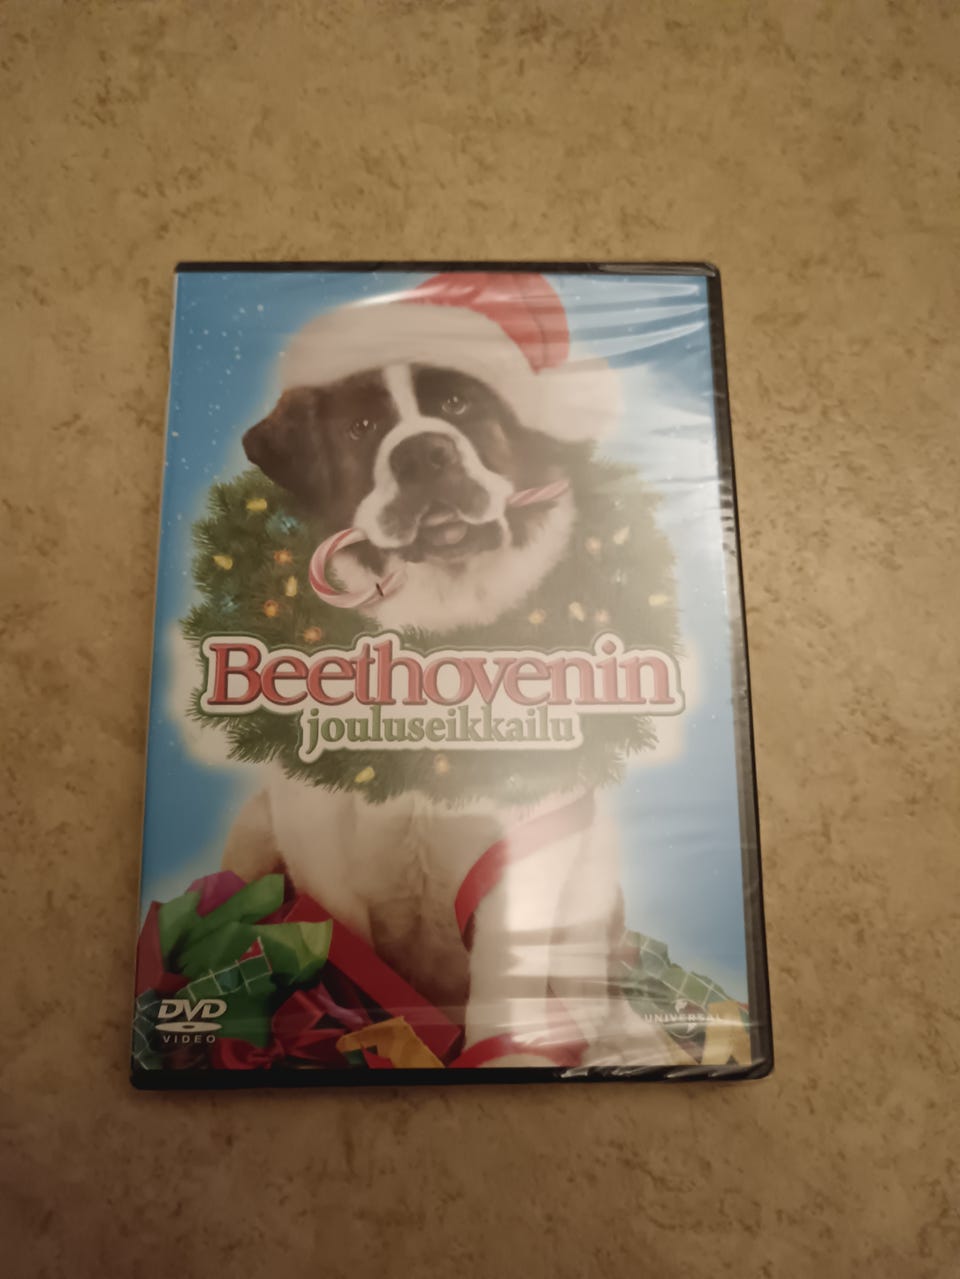 Beethovenin
jouluseikkailu
DVD
VIDEO
UNIVERSAL